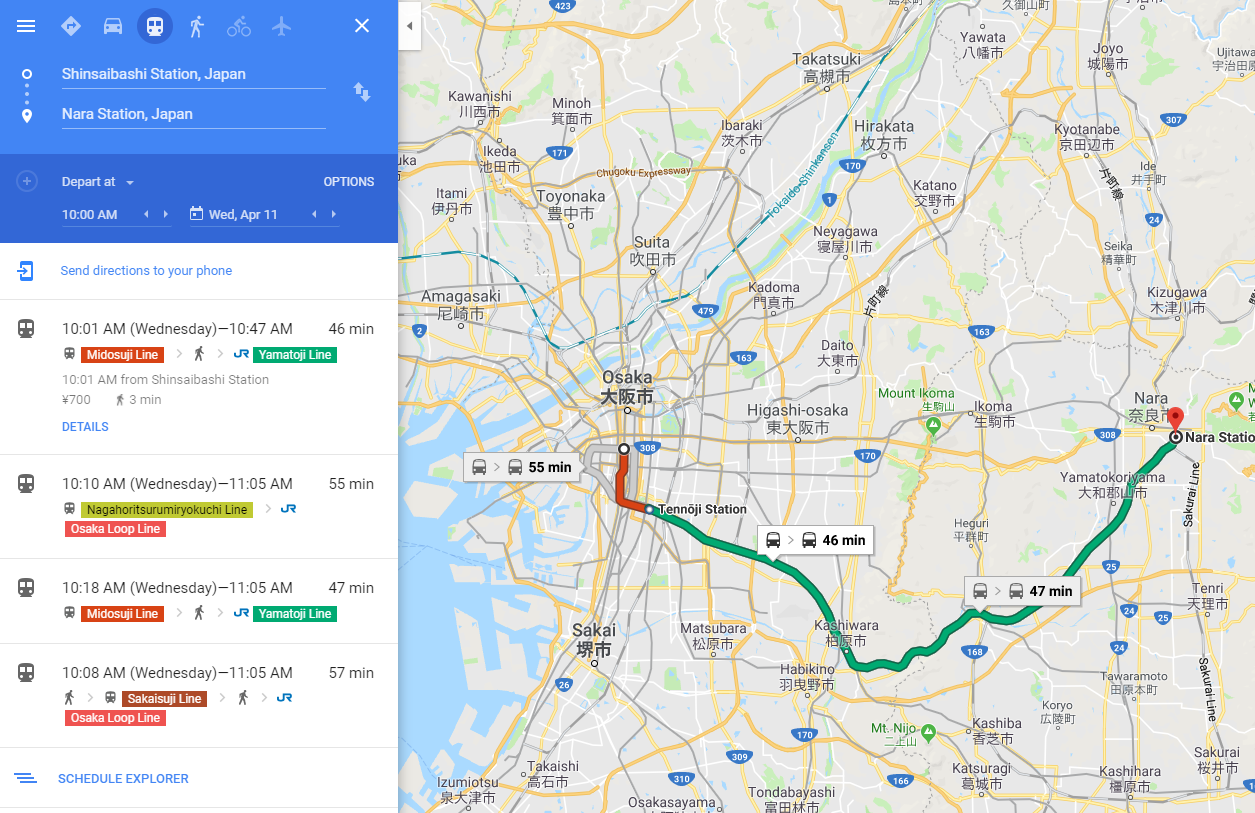 Shinsaibashi Station, Japan
Nara Station, Japan
Depart at
OPTIONS
10:00 AM
Wed, Apr 11
Send directions to your phone
10:01 AM (Wednesday)—10:47 AM 46 min
Midosuji Line
JR Yamatoji Line
10:01 AM from Shinsaibashi Station
¥700 3 min
DETAILS
10:10 AM (Wednesday)—11:05 AM 55 min
Nagahoritsurumiryokuchi Line JR
Osaka Loop Line
10:18 AM (Wednesday)—11:05 AM 47 min
Midosuji Line JR Yamatoji Line
10:08 AM (Wednesday)—11:05 AM 57 min
Sakaisuji Line JR
Osaka Loop Line
SCHEDULE EXPLORER
423
久御山町
Yawata
八幡市
Joyo
城陽市
Ujitawa
宇治田原
Takatsuki
高槻市
Kawanishi
川西市
Minoh
箕面市
Ibaraki
茨木市
Hirakata
枚方市
307
Kyotanabe
京田辺市
Ikeda
池田市
171
170
Ide
井手町
片町線
Chugoku Expressway
Tokaido Shinkansen
Itami
伊丹市
Toyonaka
豊中市
Katano
交野市
1
24
Suita
吹田市
Neyagawa
寝屋川市
Seika
精華町
Amagasaki
尼崎市
Kadoma
門真市
片町線
Kizugawa
木津川市
479
2
163
163
Daito
大東市
Osaka
大阪市
Higashi-osaka
東大阪市
Mount Ikoma
生駒山
Ikoma
生駒市
Nara
奈良市
308
308
170
Nara Statio
55 min
Tennōji Station
Yamatokoriyama
大和郡山市
Sakurai Line
46 min
Heguri
平群町
25
47 min
Tenri
天理市
24
25
24
Sakai
堺市
Matsubara
松原市
Kashiwara
柏原市
168
Habikino
羽曳野市
26
Tawaramoto
田原本町
Sakurai Line
Koryo
広陵町
Mt. Nijo
二上山
Kashiba
香芝市
170
309
Takaishi
高石市
310
166
Katsuragi
葛城市
Kashihara
橿原市
Sakurai
桜井市
Izumiotsu
泉大津市
Tondabayashi
富田林市
Osakasayama